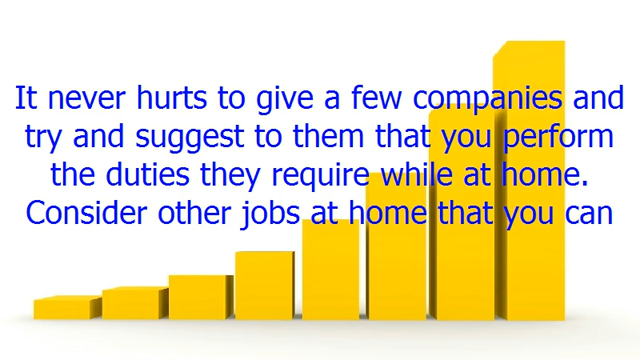 It never hurts to give a few companies and
try and suggest to them that you perform
the duties they require while at home.
Consider other jobs at home that you can